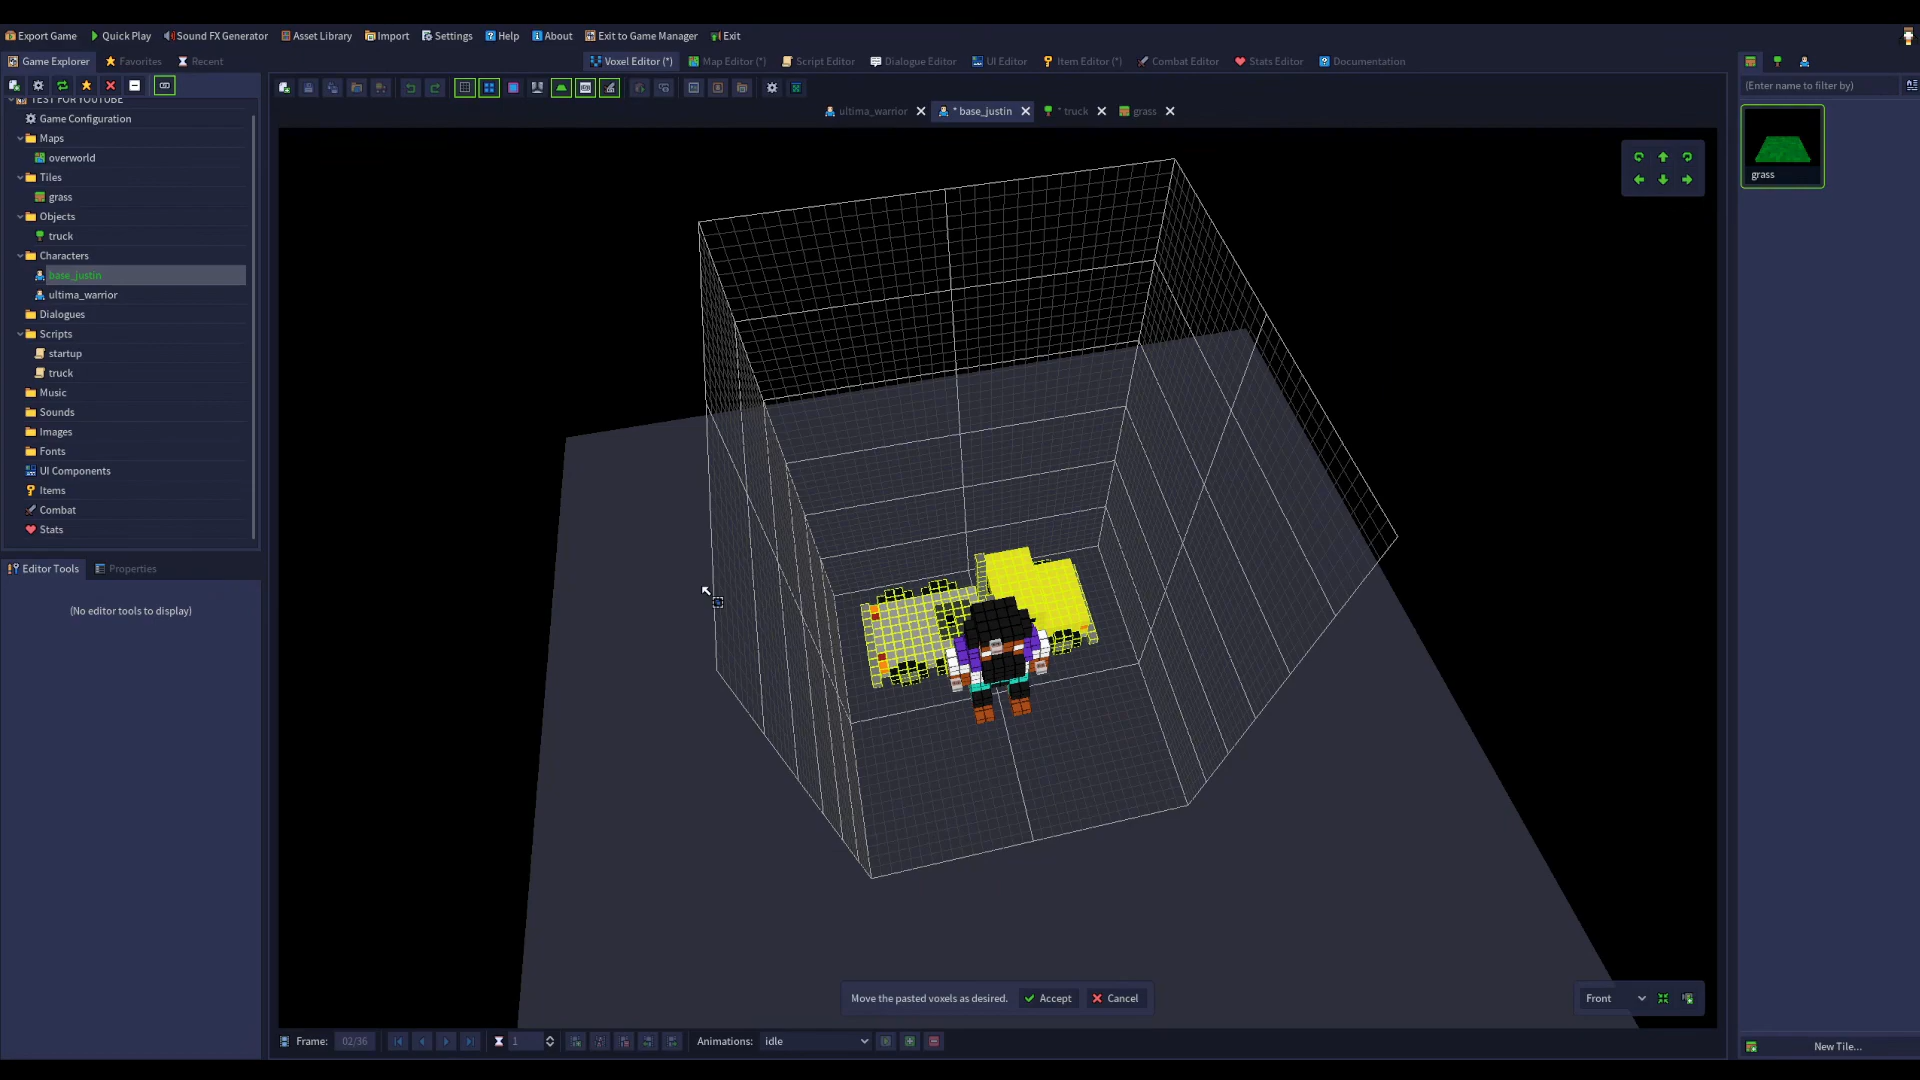 Export Game Quick Play Sound FX Generator Asset Library Import Settings Help About Exit to Game Manager Exit
Game Explorer Favorites Recent
Voxel Editor (*) Map Editor (*) Script Editor Dialogue Editor UI Editor Item Editor (*) Combat Editor Stats Editor Documentation
(Enter name to filter by)
ultima_warrior * base_justin * truck grass
TEST FOR YOUTUBE
Game Configuration
Maps
overworld
Tiles
grass
Objects
truck
Characters
base_justin
ultima_warrior
Dialogues
Scripts
startup
truck
Music
Sounds
Images
Fonts
UI Components
Items
Combat
Stats
Editor Tools Properties
(No editor tools to display)
grass
Move the pasted voxels as desired. Accept Cancel
Front
Frame: 02/36 1 Animations: idle
New Tile...